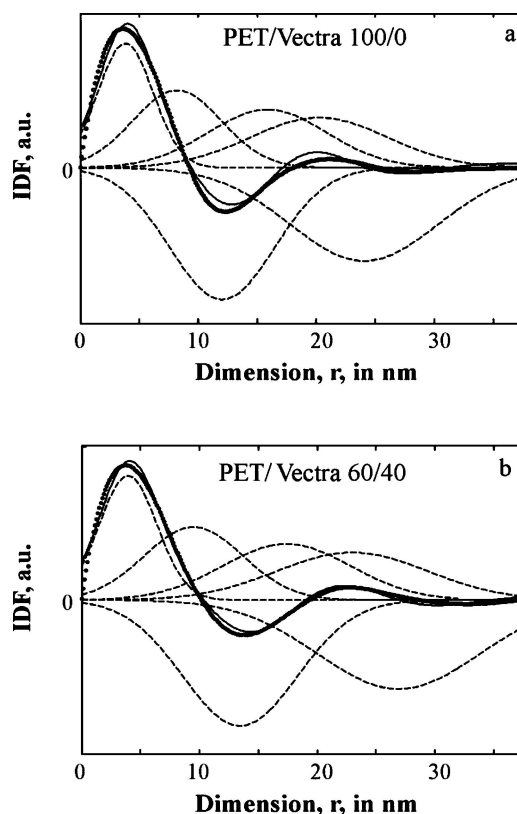 PET/Vectra 100/0
a
IDF, a.u.
0
0 10 20 30
Dimension, r, in nm
PET/ Vectra 60/40
b
IDF, a.u.
0
0 10 20 30
Dimension, r, in nm